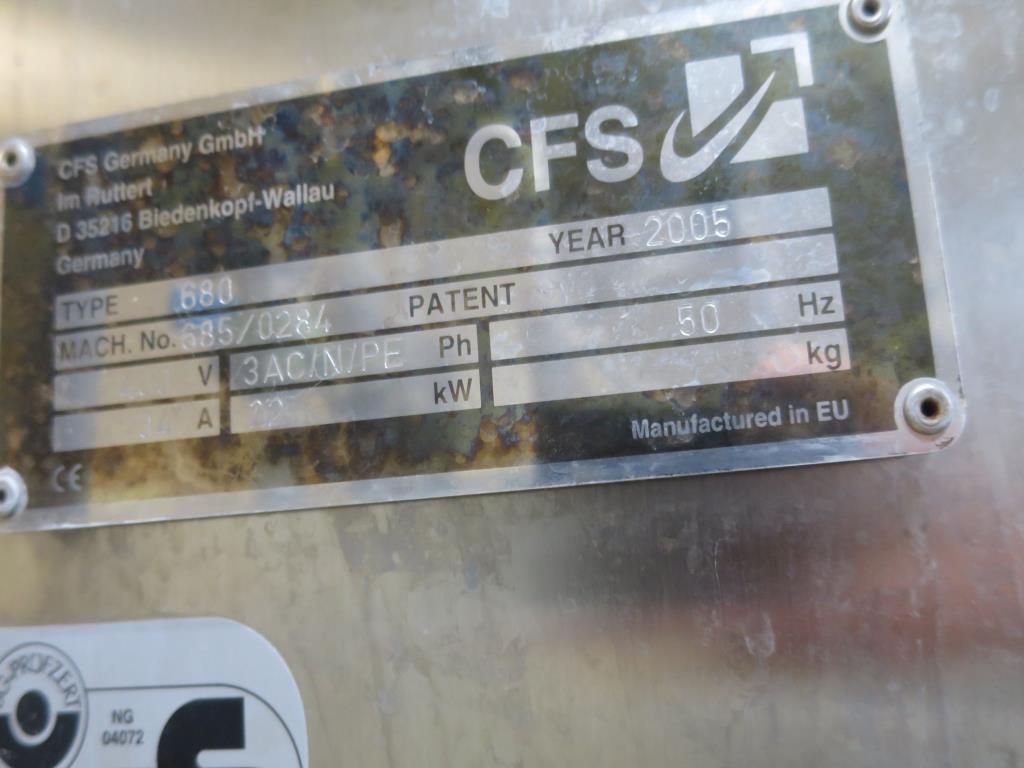 CFS Germany GmbH
Im Ruttert
D 35216 Biedenkopf-Wallau
Germany
CFS
TYPE 680 YEAR 2005
MACH. No. 685/0284 PATENT
V 3AC/N/PE Ph 50 Hz
A kW kg
CE
Manufactured in EU
NG
04072